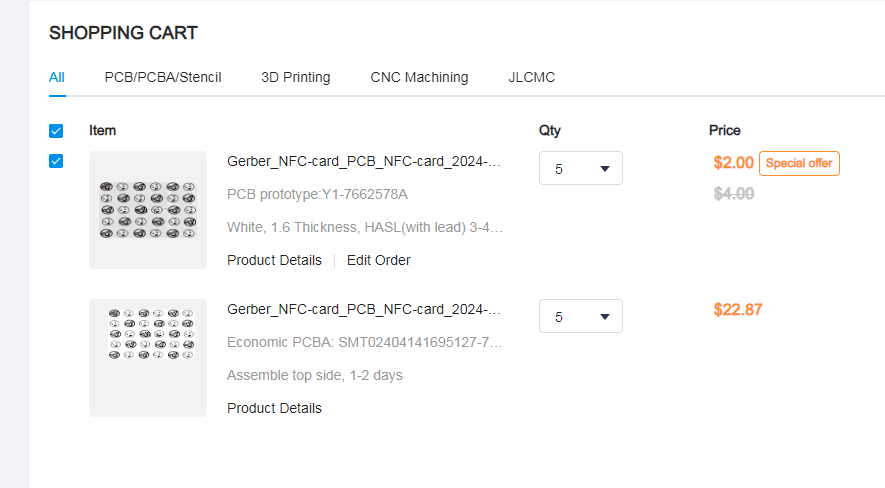 SHOPPING CART
All PCB/PCBA/Stencil 3D Printing CNC Machining JLCMC
Item Qty Price
Gerber_NFC-card_PCB_NFC-card_2024-... 5 $2.00 Special offer
PCB prototype:Y1-7662578A $4.00
White, 1.6 Thickness, HASL(with lead) 3-4...
Product Details Edit Order
Gerber_NFC-card_PCB_NFC-card_2024-... 5 $22.87
Economic PCBA: SMT02404141695127-7...
Assemble top side, 1-2 days
Product Details